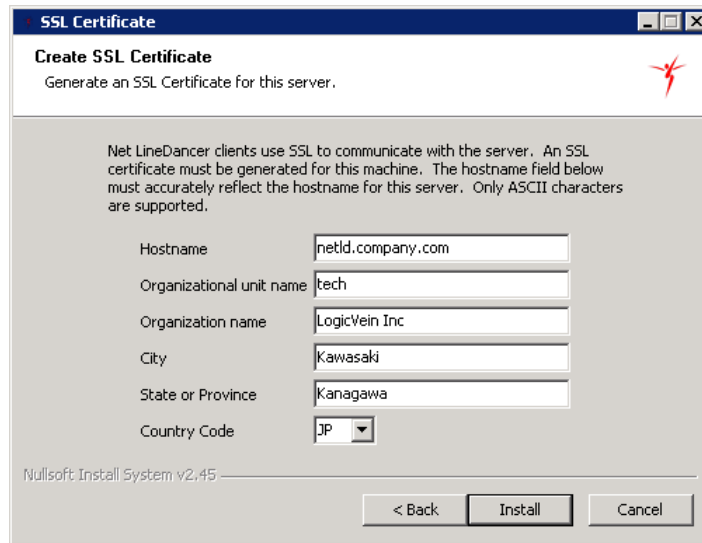 SSL Certificate
Create SSL Certificate
Generate an SSL Certificate for this server.
Net LineDancer clients use SSL to communicate with the server. An SSL
certificate must be generated for this machine. The hostname field below
must accurately reflect the hostname for this server. Only ASCII characters
are supported.
Hostname netld.company.com
Organizational unit name tech
Organization name LogicVein Inc
City Kawasaki
State or Province Kanagawa
Country Code JP
Nullsoft Install System v2.45
< Back Install Cancel